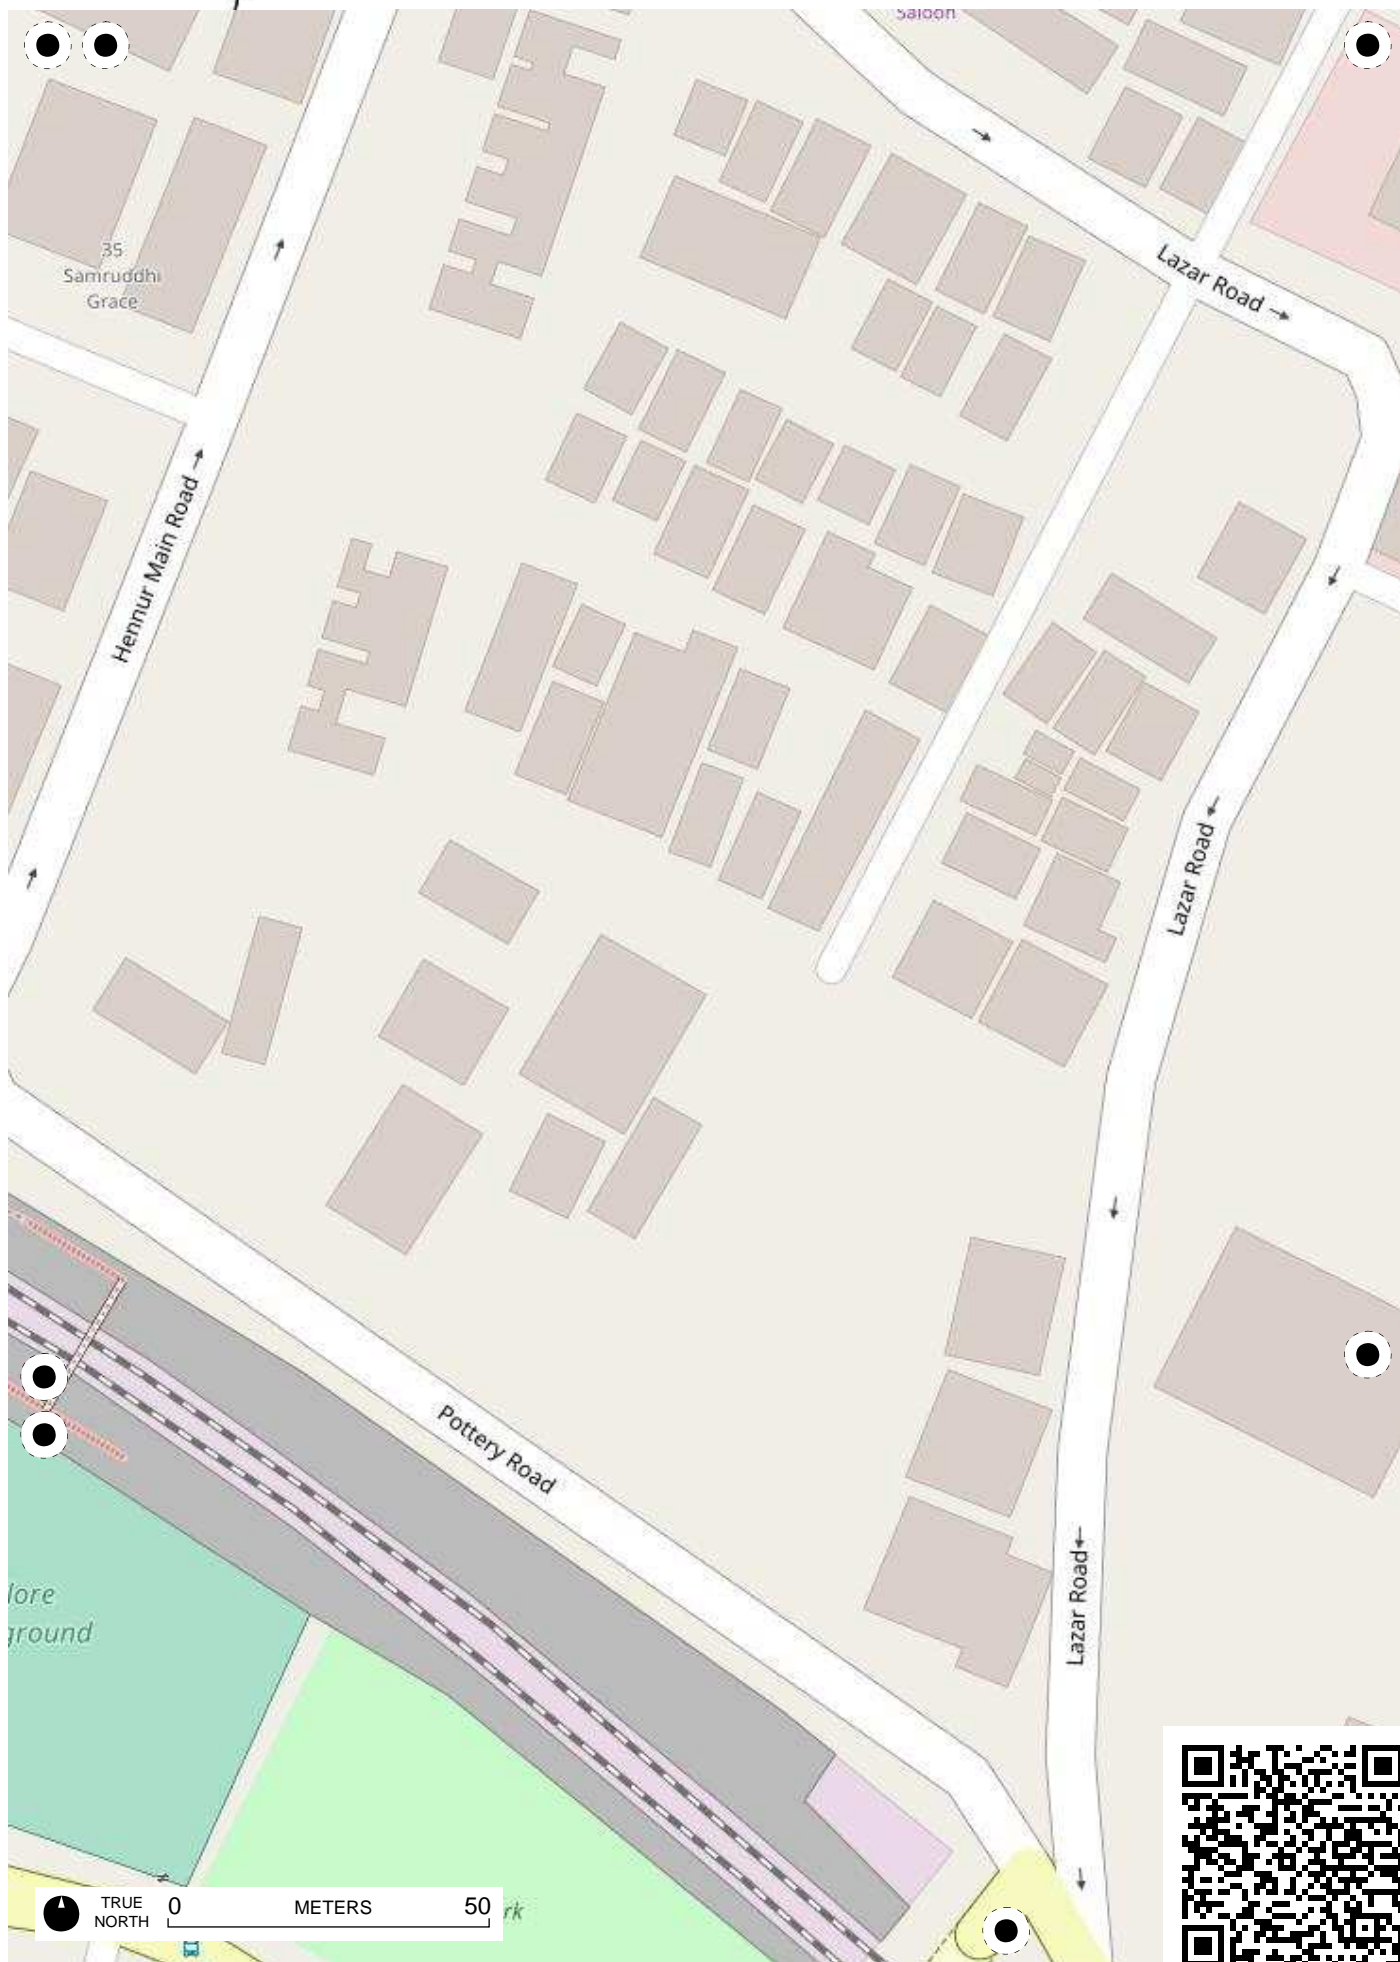 Saloon
Lazar Road
35
Samruddhi
Grace
Hennur Main Road
Lazar Road
Pottery Road
Lazar Road
lore
ground
TRUE
NORTH
0
METERS
50
rk